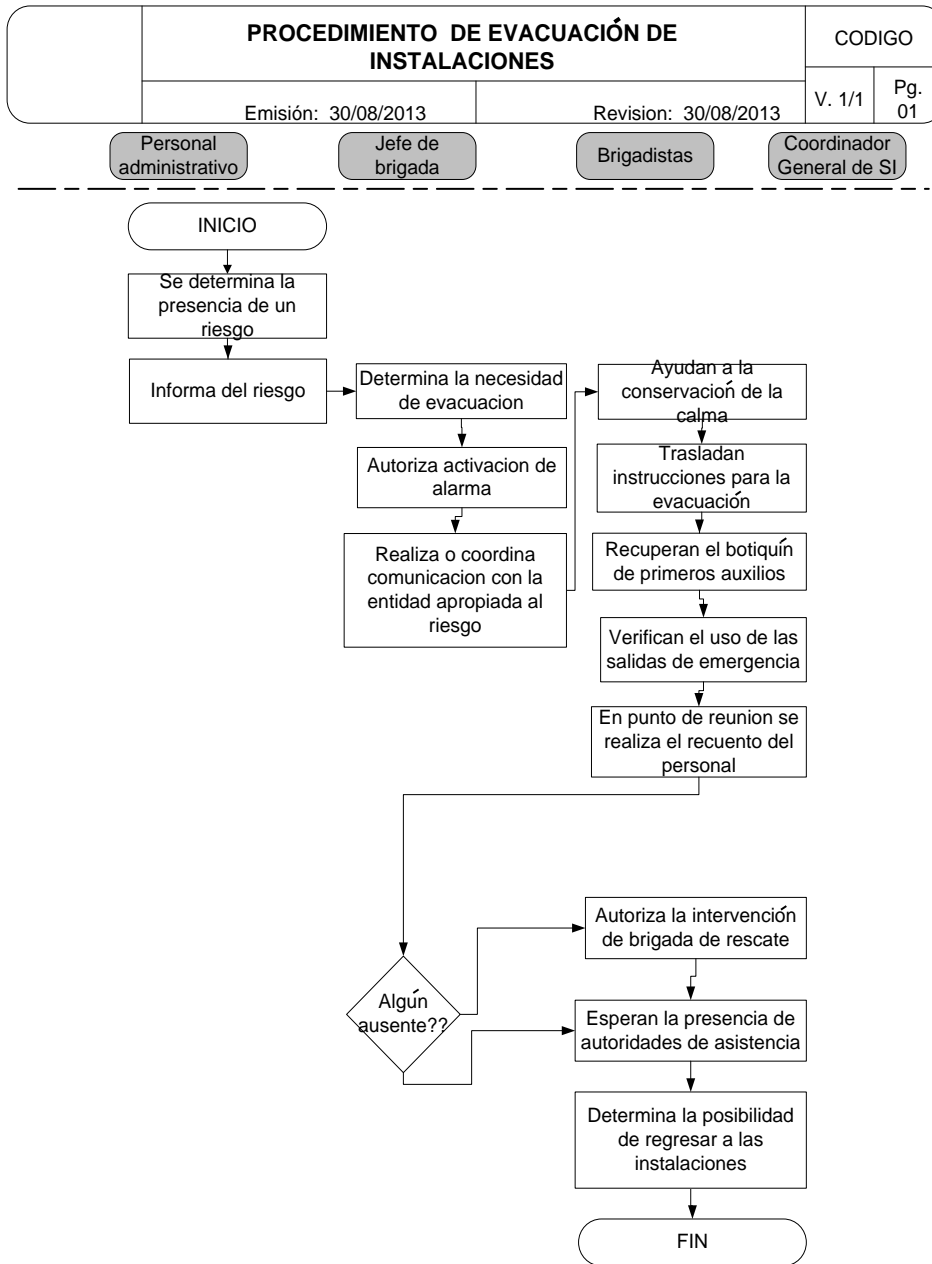 PROCEDIMIENTO DE EVACUACIÓN DE
INSTALACIONES
CODIGO
Emisión: 30/08/2013
Revision: 30/08/2013
V. 1/1
Pg.
01
Personal
administrativo
Jefe de
brigada
Brigadistas
Coordinador
General de SI
INICIO
Se determina la
presencia de un
riesgo
Informa del riesgo
Determina la necesidad
de evacuacion
Autoriza activacion de
alarma
Realiza o coordina
comunicacion con la
entidad apropiada al
riesgo
Ayudan a la
conservación de la
calma
Trasladan
instrucciones para la
evacuación
Recuperan el botiquín
de primeros auxilios
Verifican el uso de las
salidas de emergencia
En punto de reunion se
realiza el recuento del
personal
Algún
ausente??
Autoriza la intervención
de brigada de rescate
Esperan la presencia de
autoridades de asistencia
Determina la posibilidad
de regresar a las
instalaciones
FIN